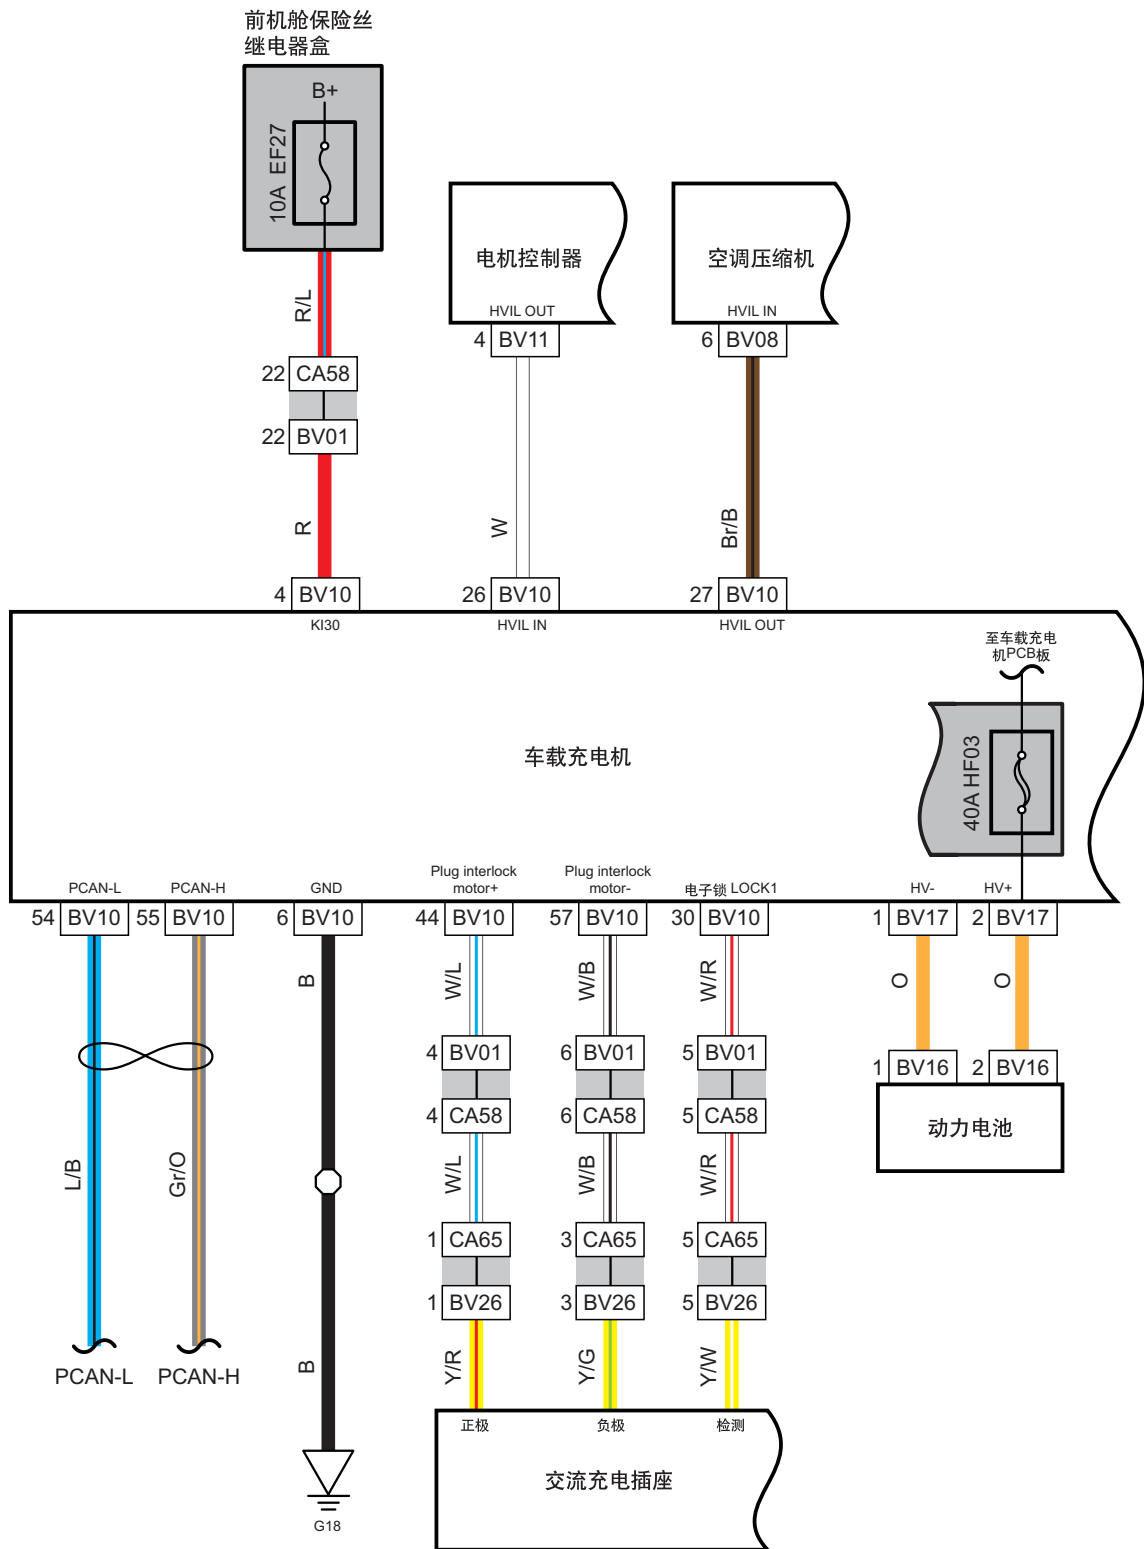 前机舱保险丝
继电器盒
B+
10A EF27
R/L
22 CA58
22 BV01
R
4 BV10
KI30
电机控制器
HVIL OUT
4 BV11
W
26 BV10
HVIL IN
空调压缩机
HVIL IN
6 BV08
Br/B
27 BV10
HVIL OUT
至车载充电
机PCB板
40A HF03
车载充电机
PCAN-L
54 BV10
PCAN-H
55 BV10
GND
6 BV10
Plug interlock
motor+
44 BV10
Plug interlock
motor-
57 BV10
电子锁 LOCK1
30 BV10
HV-
1 BV17
HV+
2 BV17
B
W/L
W/B
W/R
O
O
4 BV01
6 BV01
5 BV01
1 BV16
2 BV16
动力电池
4 CA58
6 CA58
5 CA58
L/B
Gr/O
W/L
W/B
W/R
1 CA65
3 CA65
5 CA65
1 BV26
3 BV26
5 BV26
PCAN-L
PCAN-H
B
Y/R
Y/G
Y/W
正极
负极
检测
交流充电插座
G18